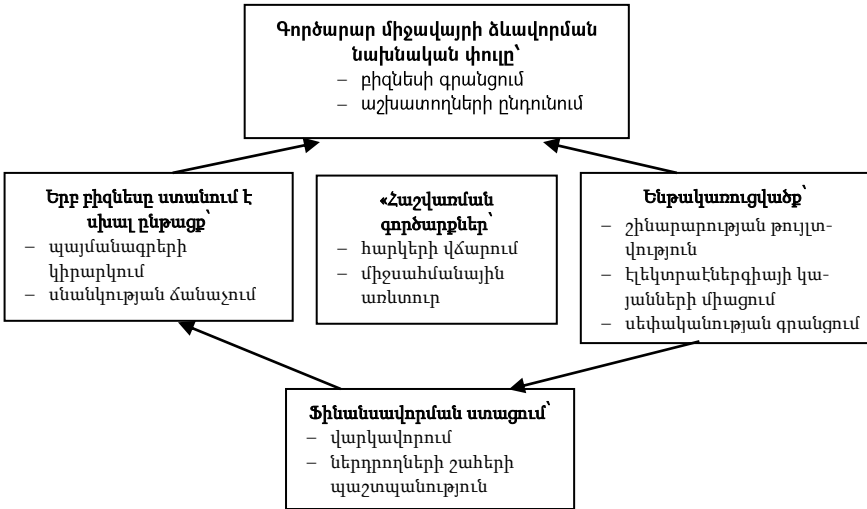 Գործարար միջավայրի ձևավորման
նախնական փուլը՝
– բիզնեսի գրանցում
– աշխատողների ընդունում
Երբ բիզնեսը ստանում է
սխալ ընթացք՝
– պայմանագրերի
կիրարկում
– սնանկության ճանաչում
«Հաշվառման
գործարքներ՝
– հարկերի վճարում
– միջսահմանային
առևտուր
Ենթակառուցվածք՝
– շինարարության թույլտ-
վություն
– էլեկտրաէներգիայի կա-
յանների միացում
– սեփականության գրանցում
Ֆինանսավորման ստացում՝
– վարկավորում
– ներդրողների շահերի
պաշտպանություն